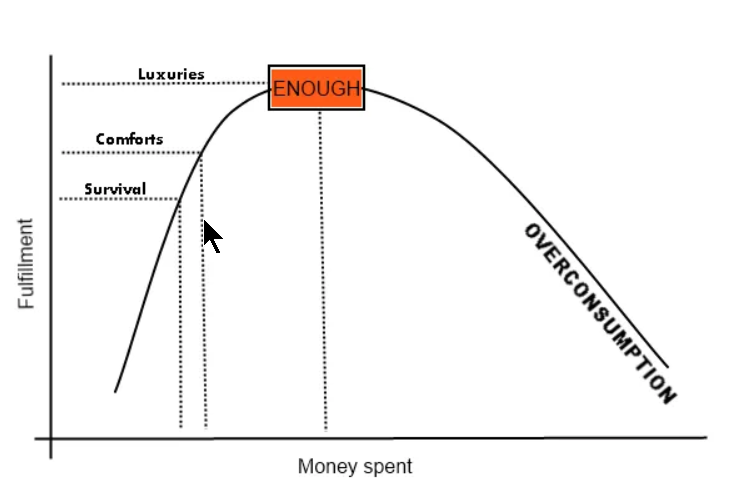 Luxuries
ENOUGH
Comforts
Survival
Fulfillment
OVERCONSUMPTION
Money spent